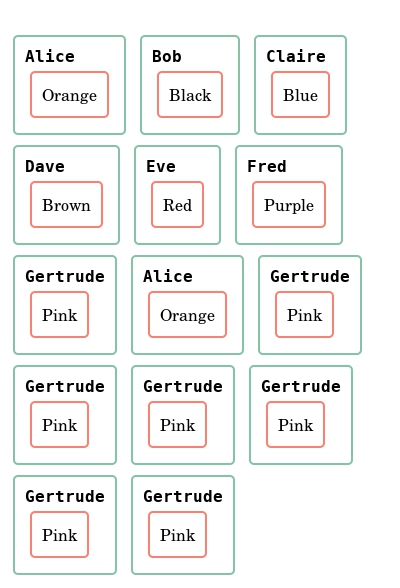 Alice Bob Claire
Orange Black Blue
Dave Eve Fred
Brown Red Purple
Gertrude Alice Gertrude
Pink Orange Pink
Gertrude Gertrude Gertrude
Pink Pink Pink
Gertrude Gertrude
Pink Pink